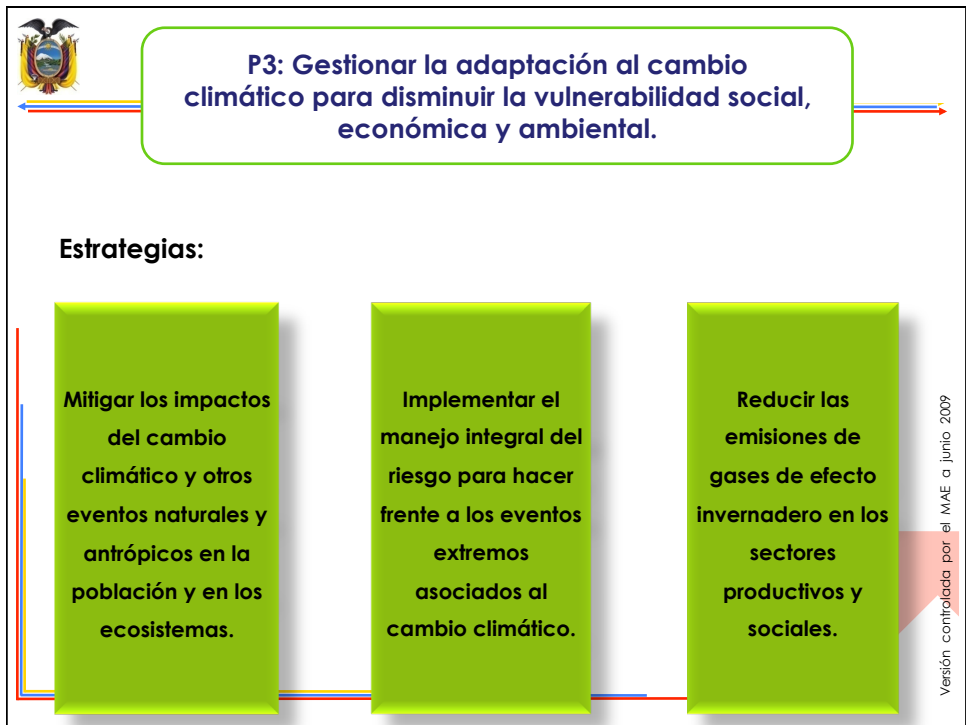 P3: Gestionar la adaptación al cambio
climático para disminuir la vulnerabilidad social,
económica y ambiental.
Estrategias:
Mitigar los impactos
del cambio
climático y otros
eventos naturales y
antrópicos en la
población y en los
ecosistemas.
Implementar el
manejo integral del
riesgo para hacer
frente a los eventos
extremos
asociados al
cambio climático.
Reducir las
emisiones de
gases de efecto
invernadero en los
sectores
productivos y
sociales.
Versión controlada por el MAE a junio 2009